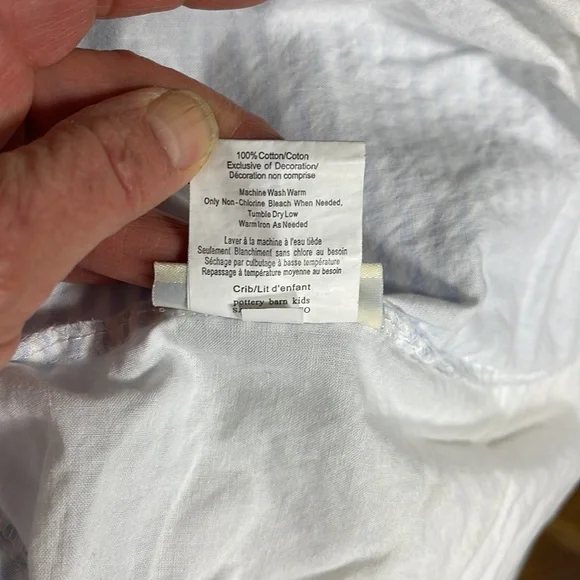 100% Cotton/Coton
Exclusive of Decoration/
Décoration non comprise
Machine Wash Warm
Only Non-Chlorine Bleach When Needed,
Tumble Dry Low
Warm Iron As Needed
Laver à la machine à l'eau tiède
Seulement Blanchiment sans chlore au besoin
Séchage par culbutage à basse température
Repassage à température moyenne au besoin
Crib/Lit d'enfant
pottery barn kids